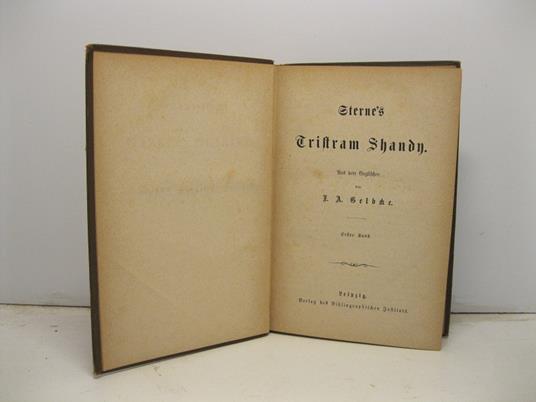 Sterne's
Tristram Shandy.
Aus dem Englischen
von
F. A. Gelbcke.
Erster Band.
Leipzig.
Verlag des Bibliographischen Instituts.